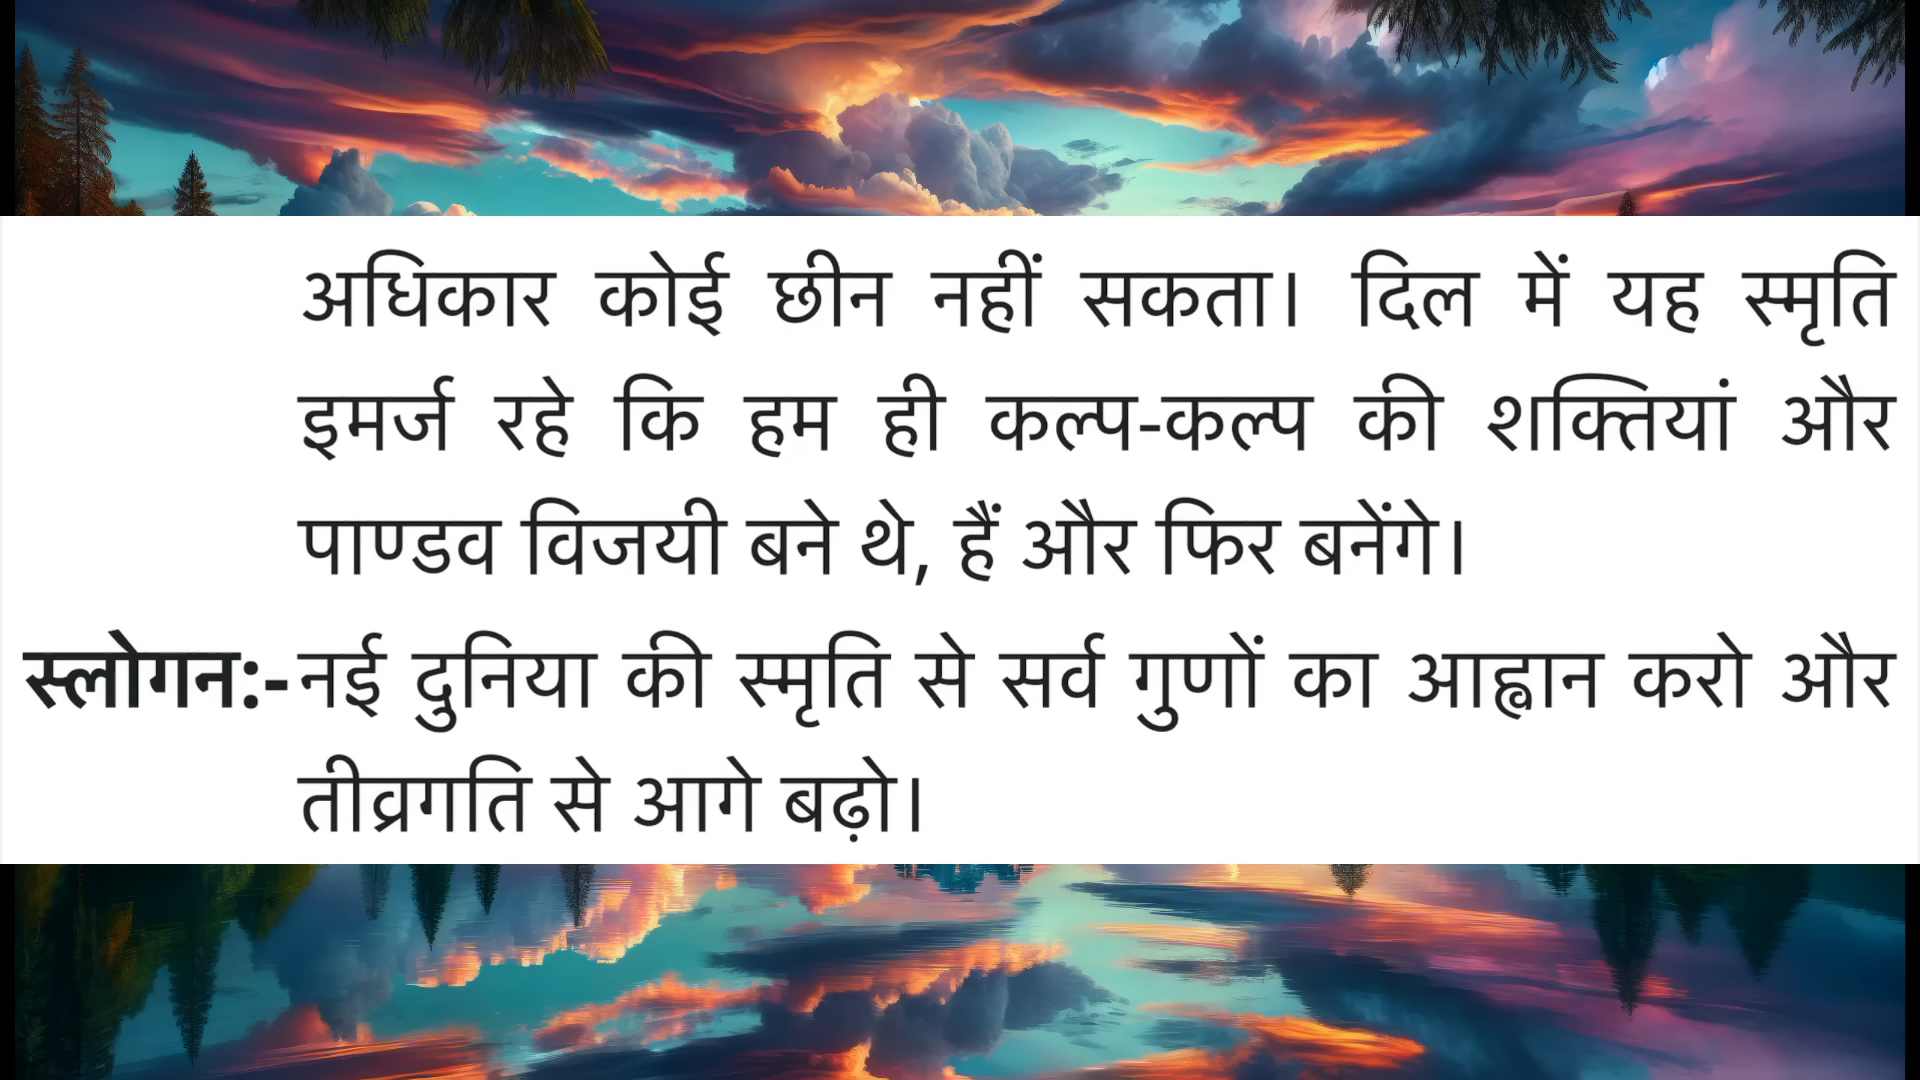 अधिकार कोई छीन नहीं सकता। दिल में यह स्मृति
इमर्ज रहे कि हम ही कल्प-कल्प की शक्तियां और
पाण्डव विजयी बने थे, हैं और फिर बनेंगे।
स्लोगन:-नई दुनिया की स्मृति से सर्व गुणों का आह्वान करो और
तीव्रगति से आगे बढ़ो।